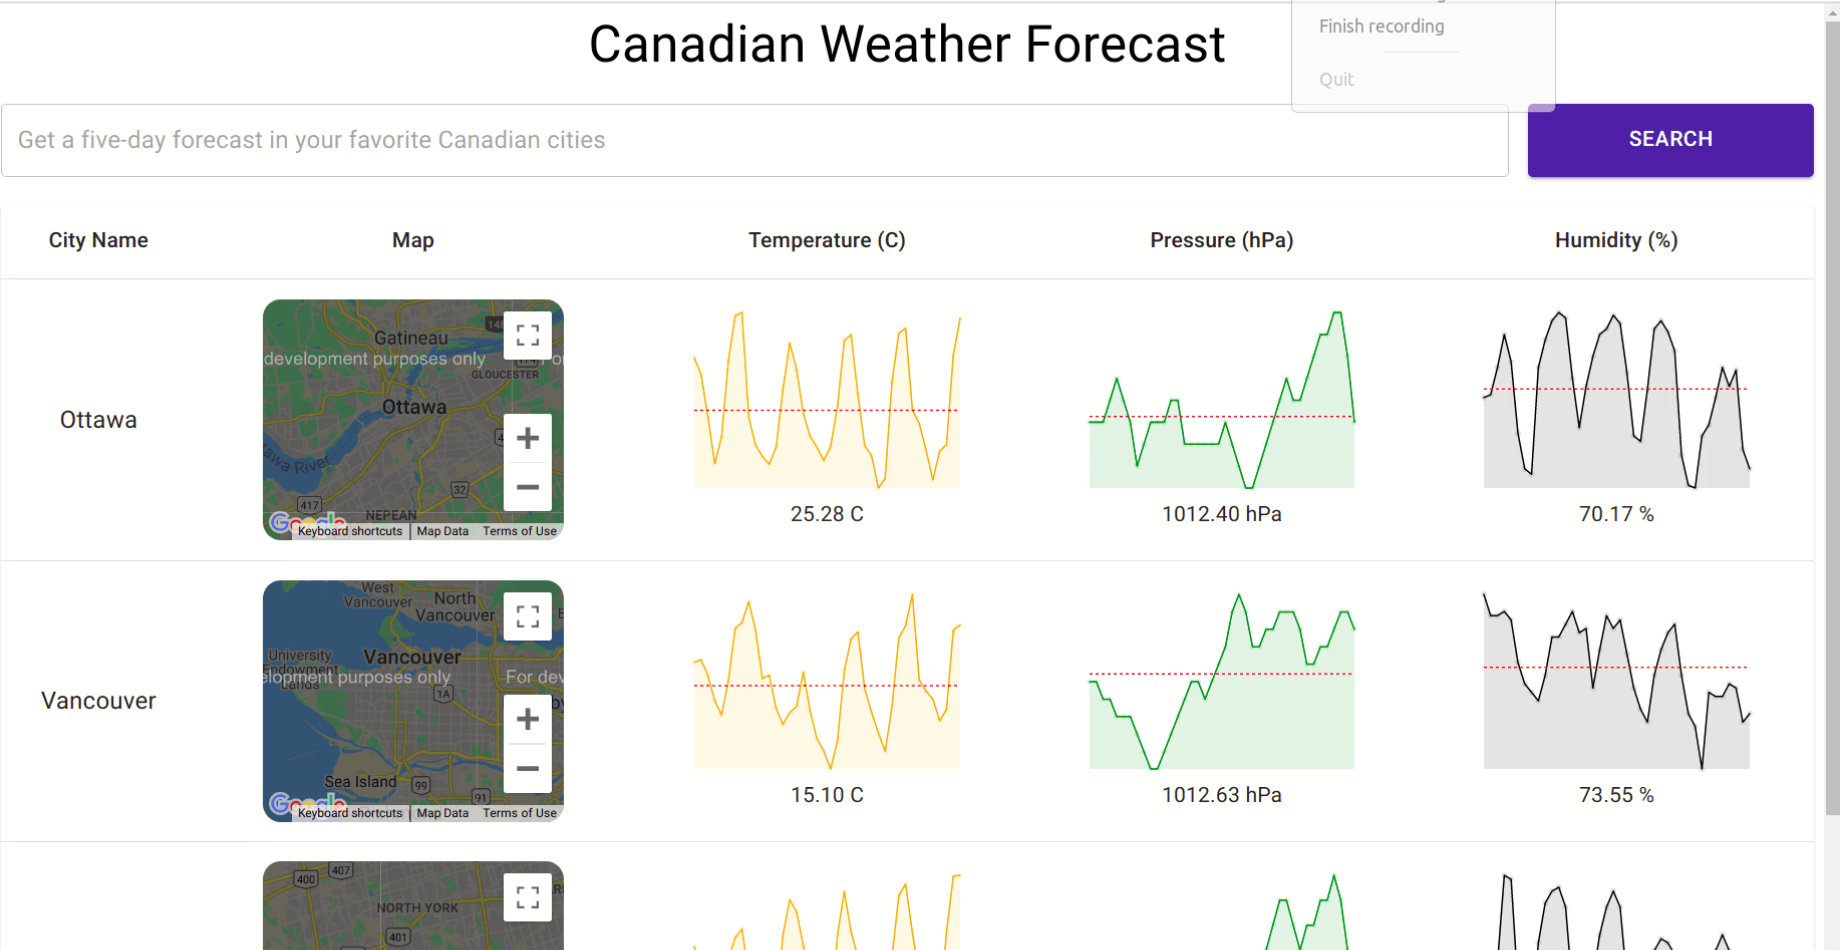 Finish recording
Quit
Canadian Weather Forecast
Get a five-day forecast in your favorite Canadian cities
SEARCH
City Name
Map
Temperature (C)
Pressure (hPa)
Humidity (%)
Ottawa
Gatineau
148
development purposes only
174
GLOUCESTER
Ottawa
awa River
32
417
NEPEAN
Google
Keyboard shortcuts
Map Data
Terms of Use
25.28 C
1012.40 hPa
70.17 %
Vancouver
West
Vancouver
North
Vancouver
University
Endowment
Lands
Vancouver
elopment purposes only
For dev
1A
Sea Island
99
91
Google
Keyboard shortcuts
Map Data
Terms of Use
15.10 C
1012.63 hPa
73.55 %
400
407
NORTH YORK
401